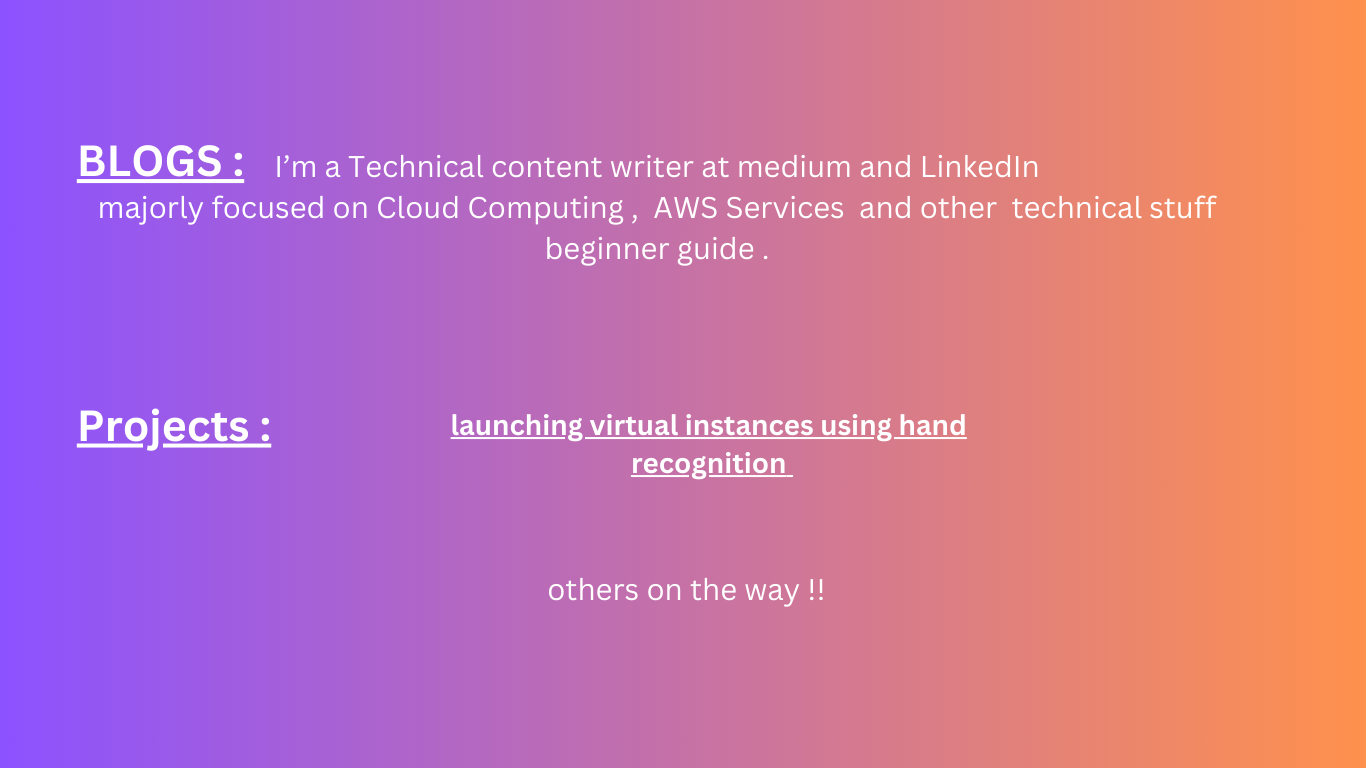 BLOGS : I’m a Technical content writer at medium and LinkedIn
majorly focused on Cloud Computing , AWS Services and other technical stuff
beginner guide .
Projects : launching virtual instances using hand
recognition
others on the way !!